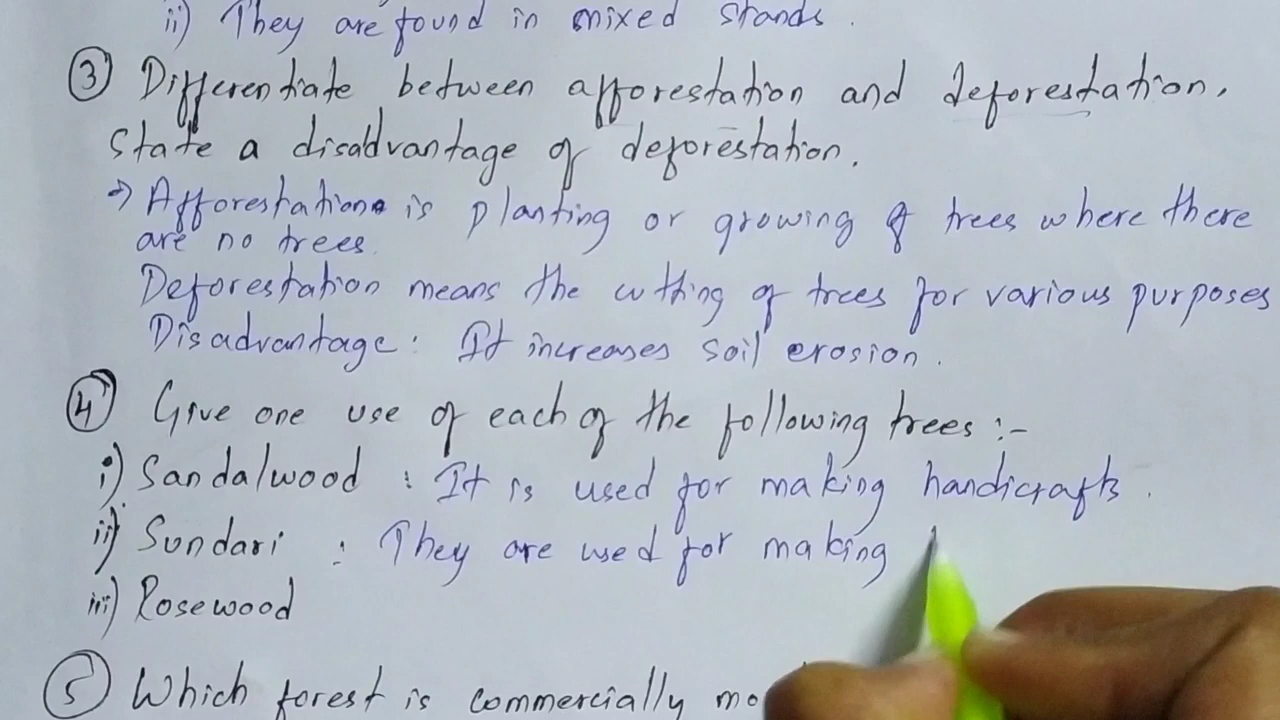 ii) They are found in mixed stands.
③ Differentiate between afforestation and deforestation.
State a disadvantage of deforestation.
→ Afforestation is planting or growing of trees where there
are no trees.
Deforestation means the cutting of trees for various purposes
Disadvantage: It increases soil erosion.
④ Give one use of each of the following trees :-
i) Sandalwood : It is used for making handicrafts.
ii) Sundari : They are used for making
iii) Rosewood
⑤ Which forest is commercially